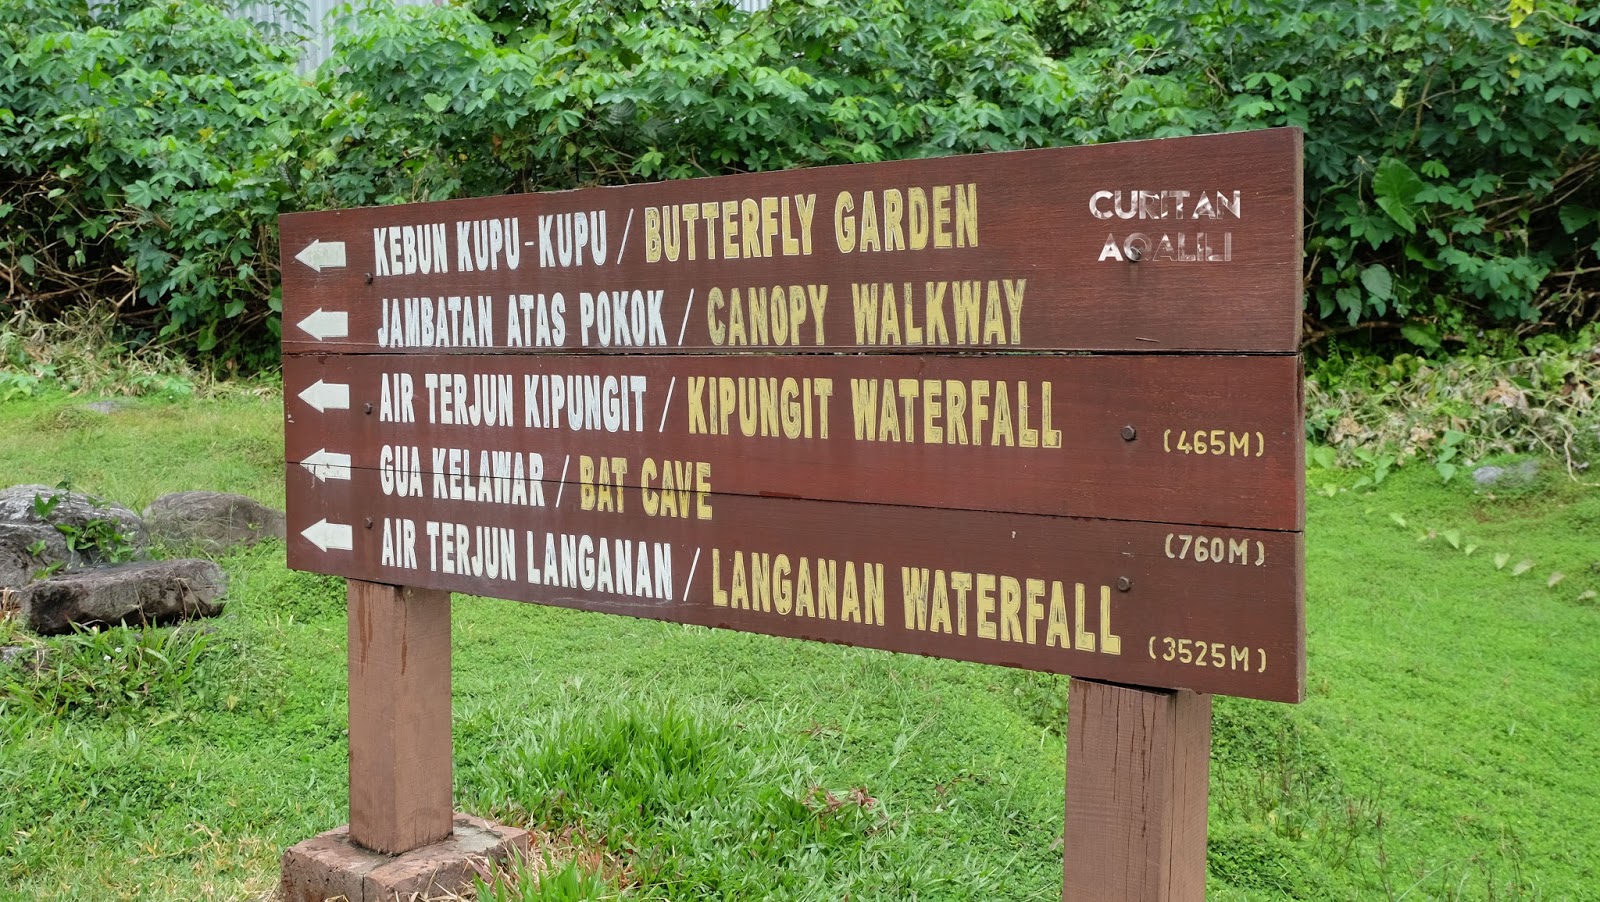 KEBUN KUPU-KUPU / BUTTERFLY GARDEN
JAMBATAN ATAS POKOK / CANOPY WALKWAY
AIR TERJUN KIPUNGIT / KIPUNGIT WATERFALL (465M)
GUA KELAWAR / BAT CAVE (760M)
AIR TERJUN LANGANAN / LANGANAN WATERFALL (3525M)
CURITAN
AQALILI